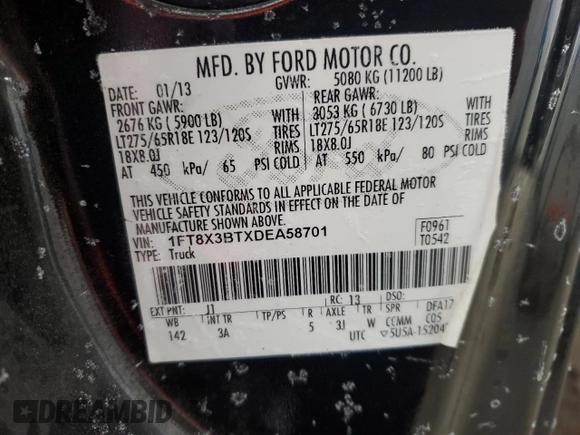 MFD. BY FORD MOTOR CO.
DATE: 01/13 GVWR: 5080 KG (11200 LB)
FRONT GAWR: REAR GAWR:
2676 KG ( 5900 LB) WITH 3053 KG ( 6730 LB) WITH
LT275/65R18E 123/120S TIRES LT275/65R18E 123/120S TIRES
18X8.0J RIMS 18X8.0J RIMS
AT 450 kPa/ 65 PSI COLD AT 550 kPa/ 80 PSI COLD
THIS VEHICLE CONFORMS TO ALL APPLICABLE FEDERAL MOTOR
VEHICLE SAFETY STANDARDS IN EFFECT ON THE DATE OF
MANUFACTURE SHOWN ABOVE.
VIN: 1FT8X3BTXDEA58701 F0961
TYPE: Truck T0542
EXT PNT: J1 RC: 13 DSO:
WB INT TR TP/PS R AXLE TR SPR DFA17
142 3A 5 3J W CCMM COS
UTC
DREAMBID